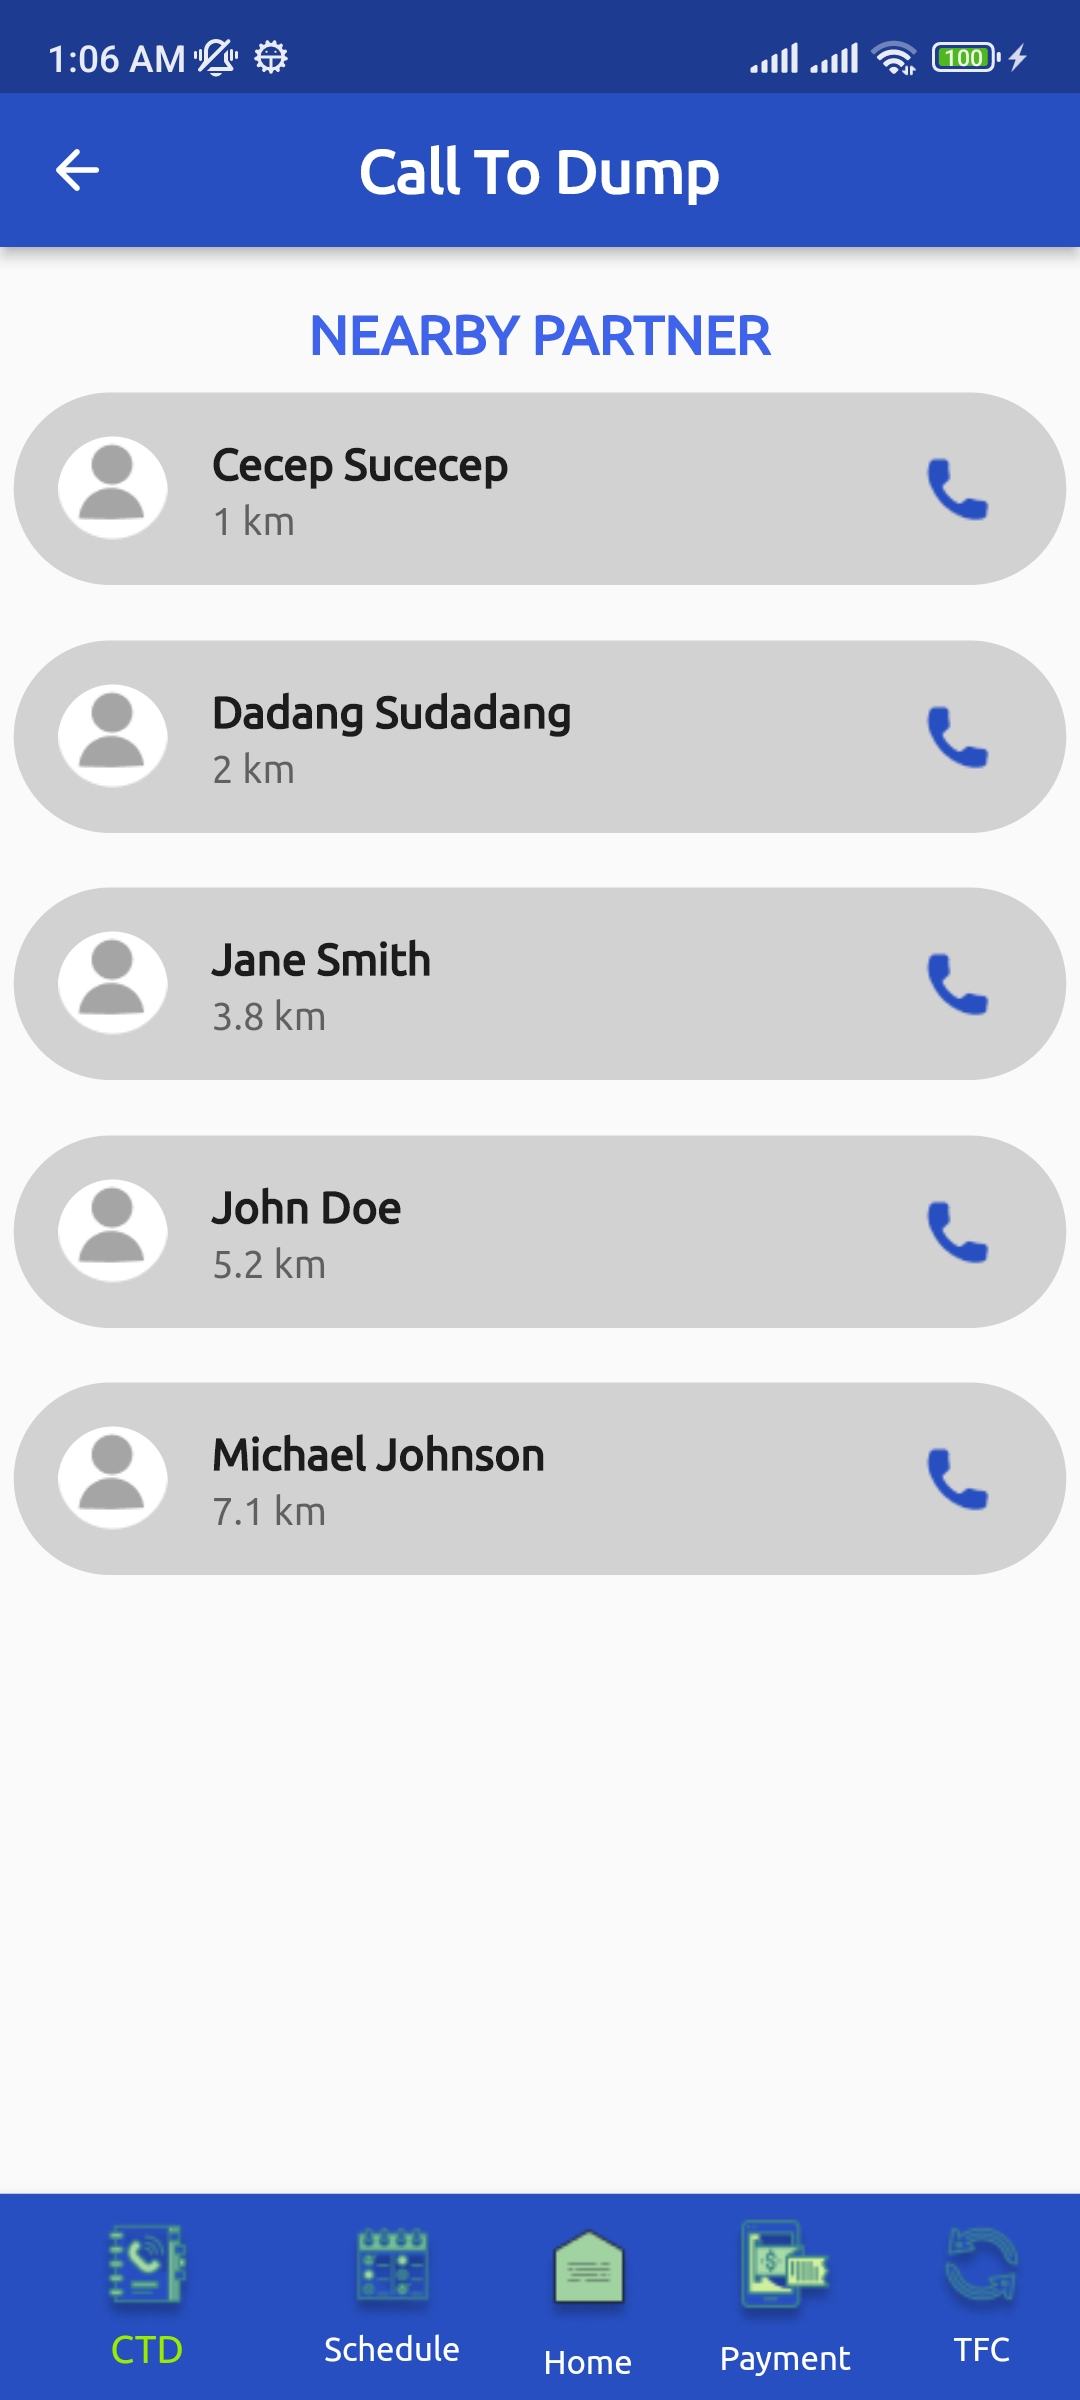 1:06 AM
100
Call To Dump
NEARBY PARTNER
Cecep Sucecep
1 km
Dadang Sudadang
2 km
Jane Smith
3.8 km
John Doe
5.2 km
Michael Johnson
7.1 km
CTD
Schedule
Home
Payment
TFC